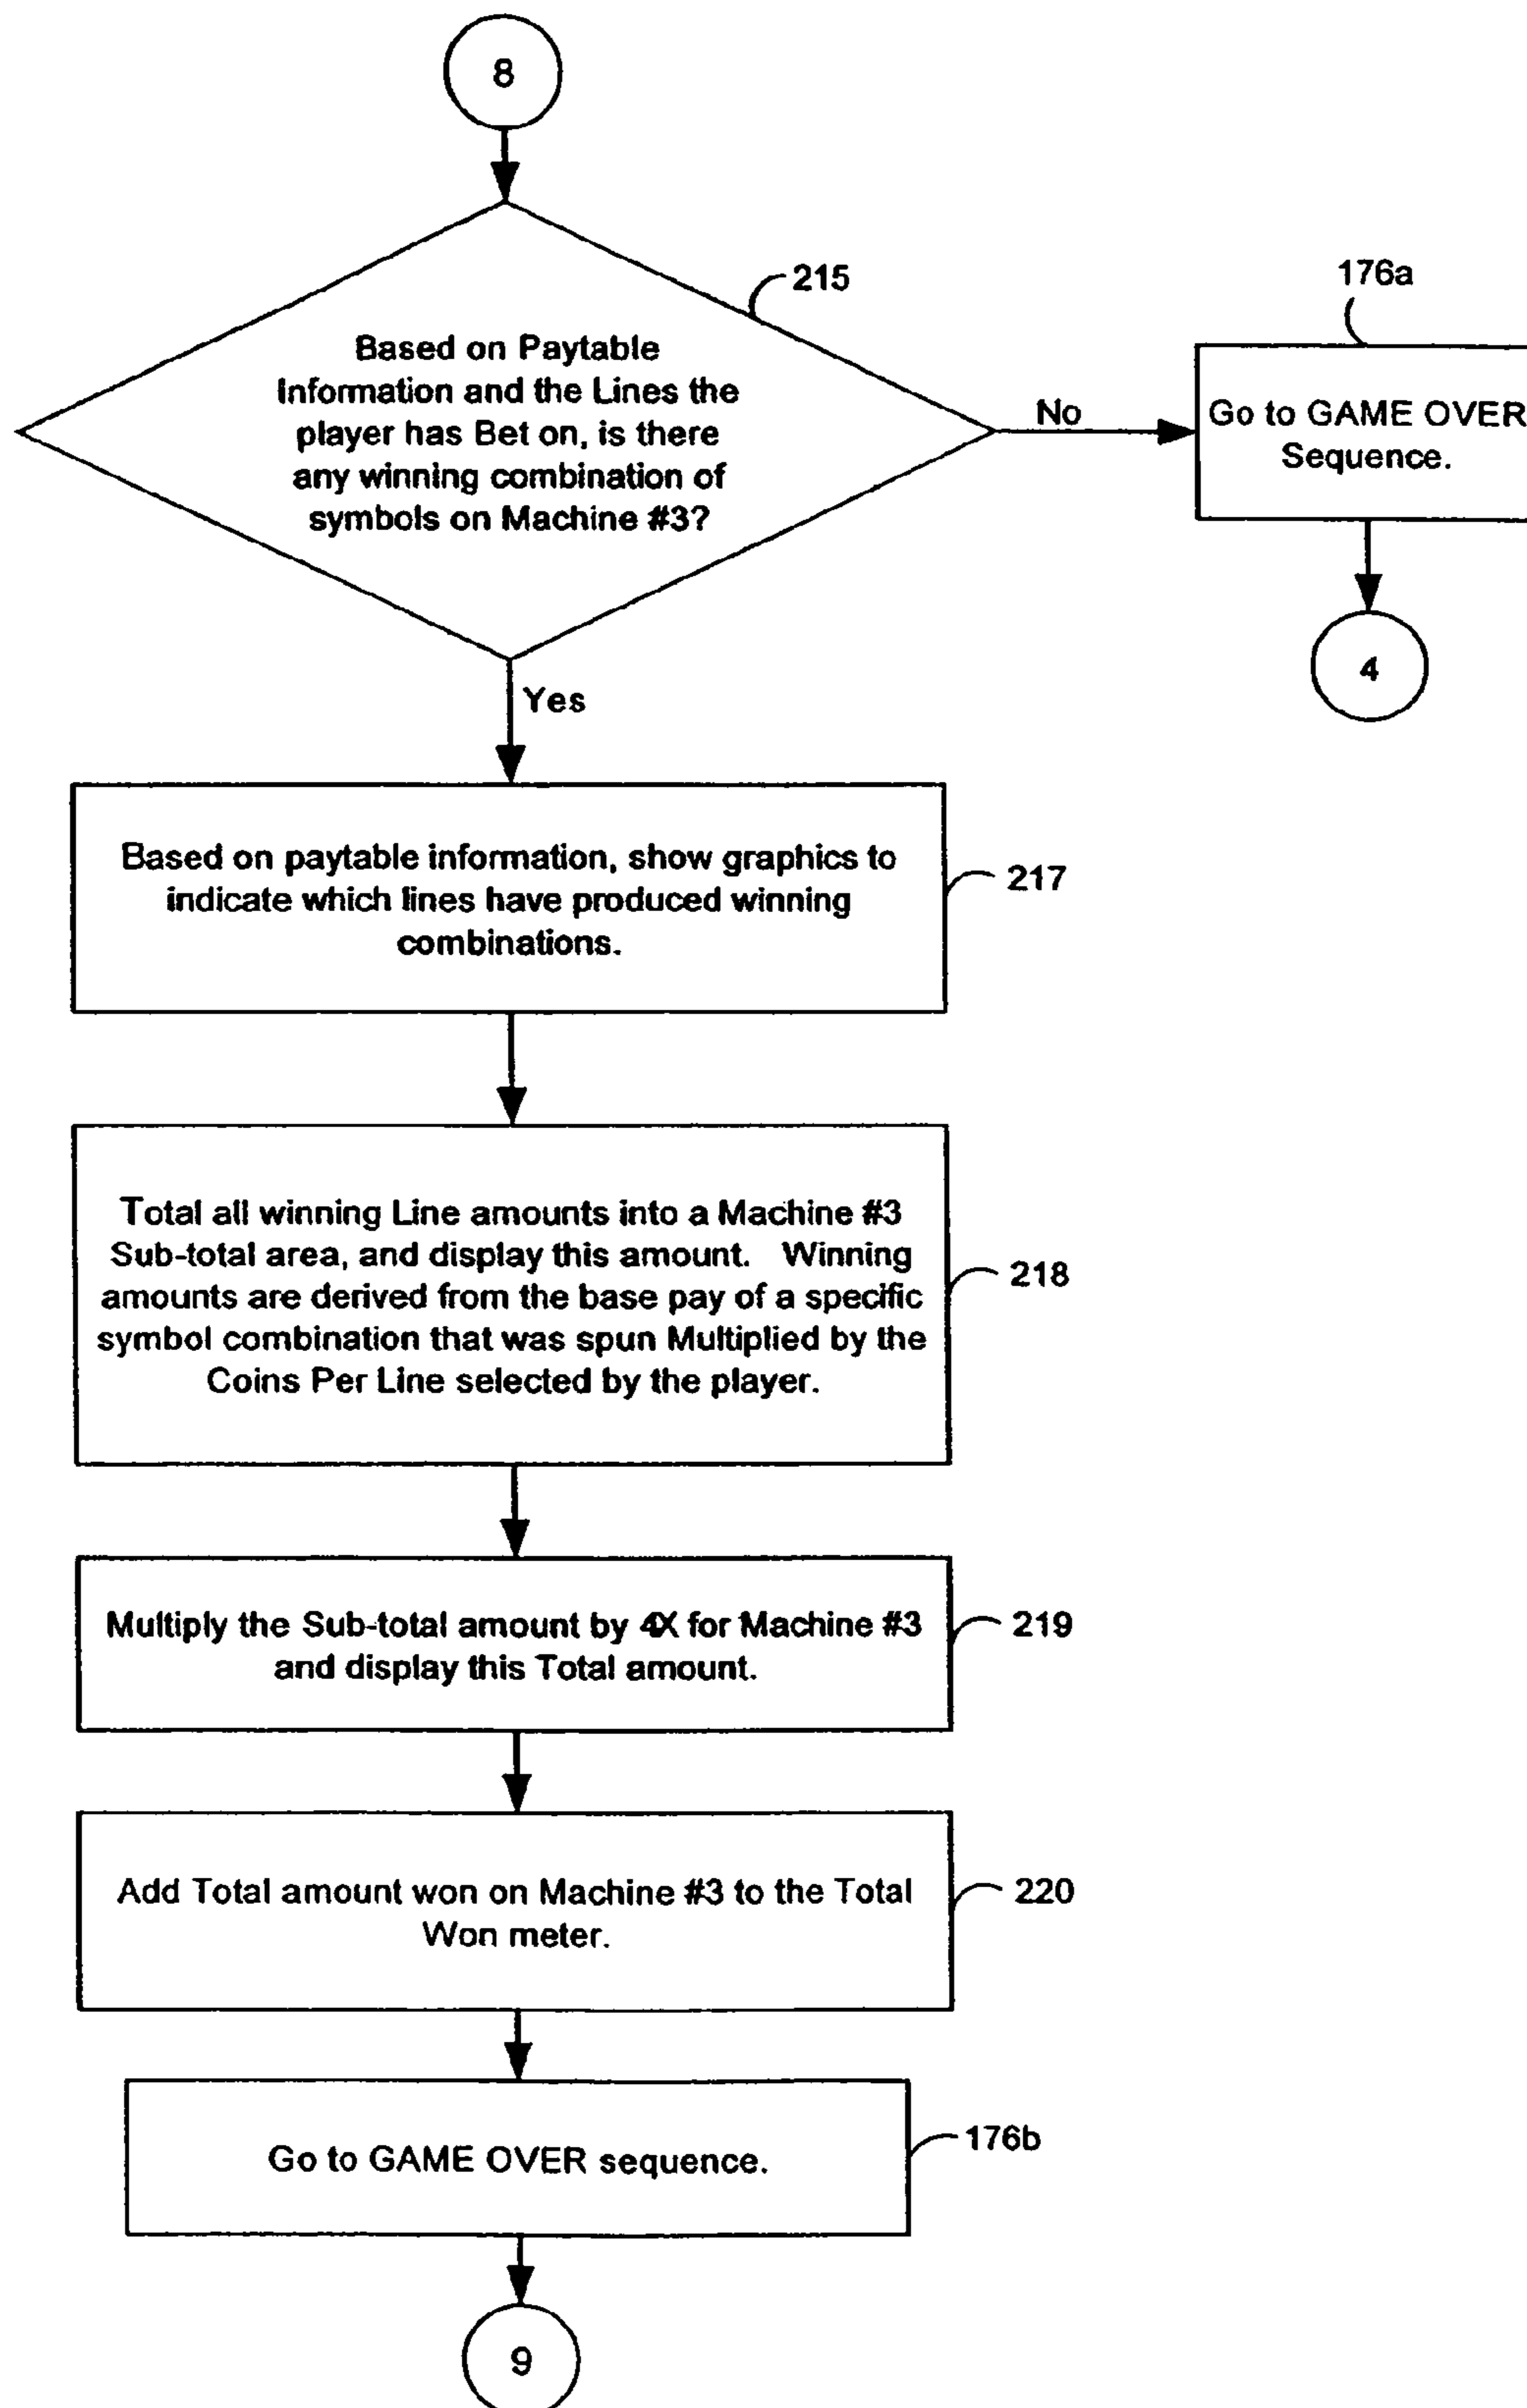 8
215
Based on Paytable
Information and the Lines the
player has Bet on, is there
any winning combination of
symbols on Machine #3?
No
176a
Go to GAME OVER
Sequence.
4
Yes
Based on paytable information, show graphics to
indicate which lines have produced winning
combinations.
217
Total all winning Line amounts into a Machine #3
Sub-total area, and display this amount. Winning
amounts are derived from the base pay of a specific
symbol combination that was spun Multiplied by the
Coins Per Line selected by the player.
218
Multiply the Sub-total amount by 4X for Machine #3
and display this Total amount.
219
Add Total amount won on Machine #3 to the Total
Won meter.
220
Go to GAME OVER sequence.
176b
9